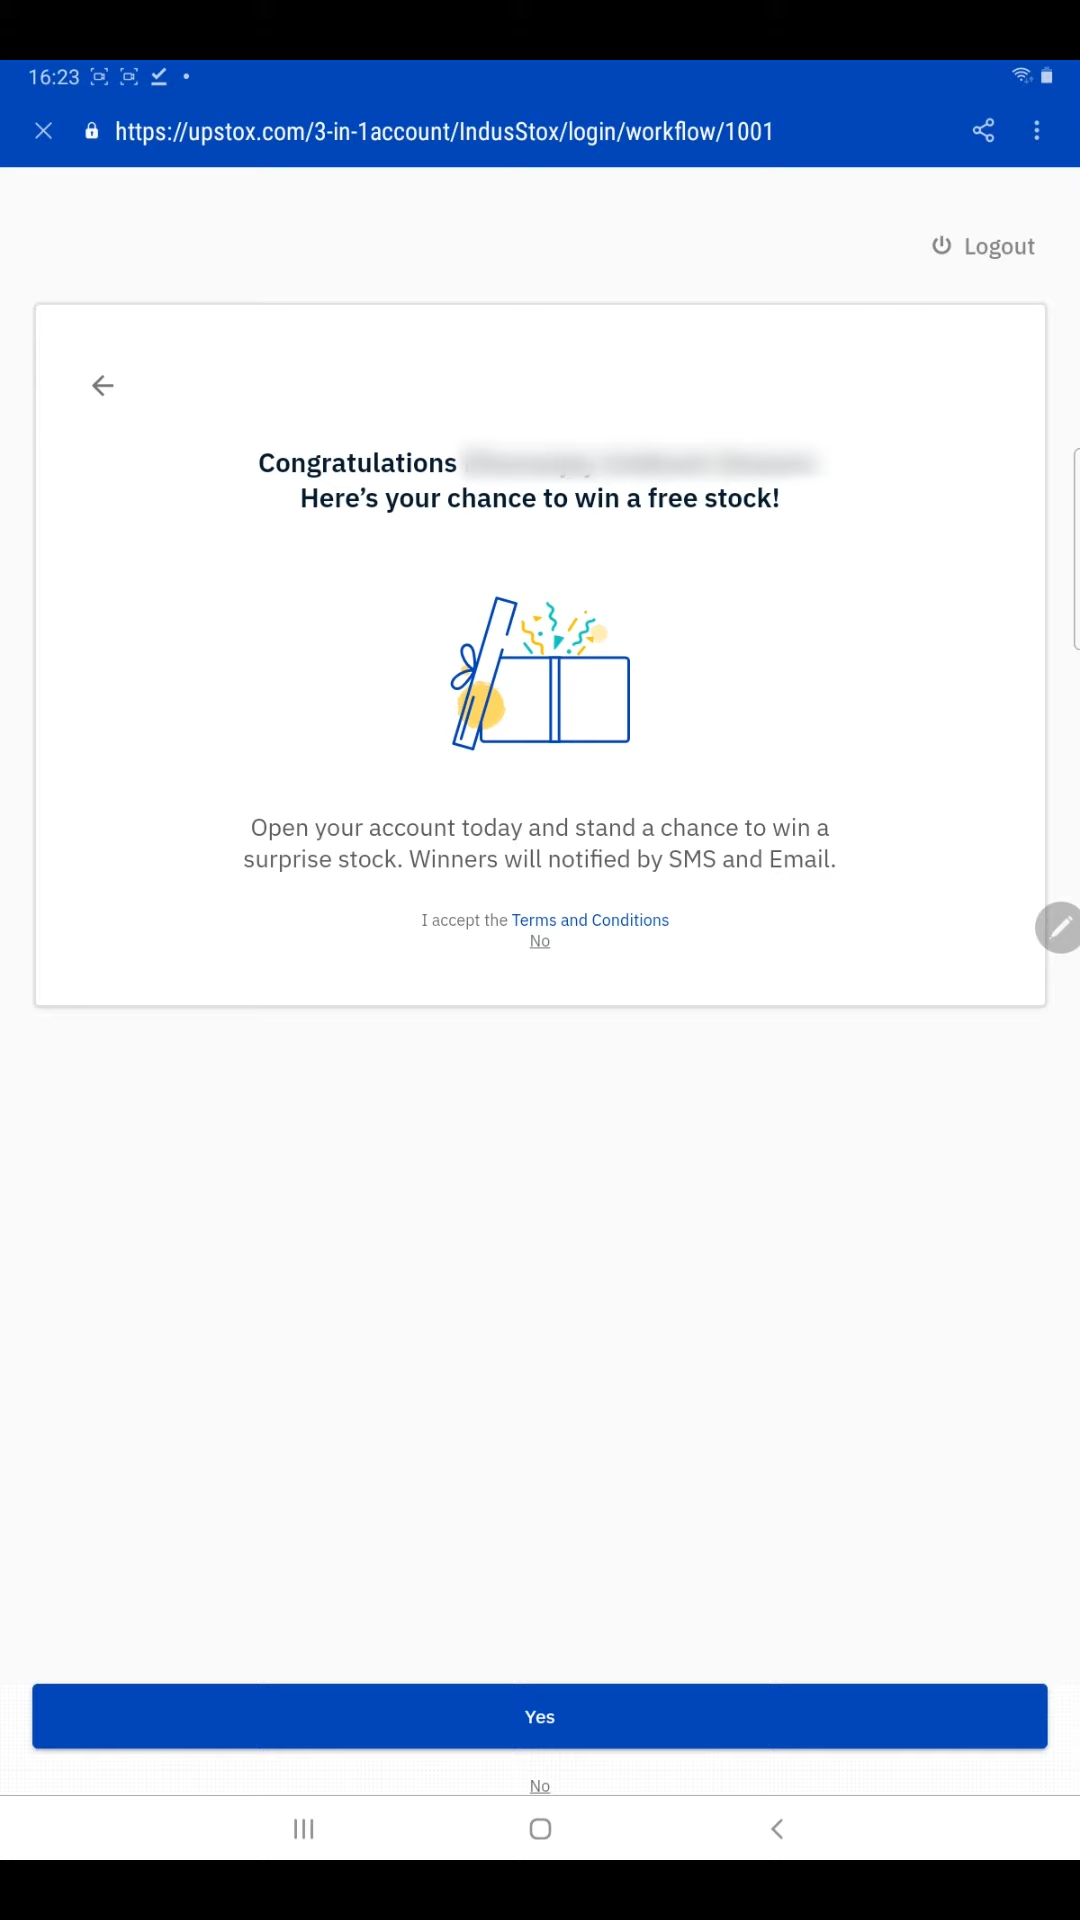 16:23
https://upstox.com/3-in-1account/IndusStox/login/workflow/1001
Logout
Congratulations
Here’s your chance to win a free stock!
Open your account today and stand a chance to win a
surprise stock. Winners will notified by SMS and Email.
I accept the Terms and Conditions
No
Yes
No